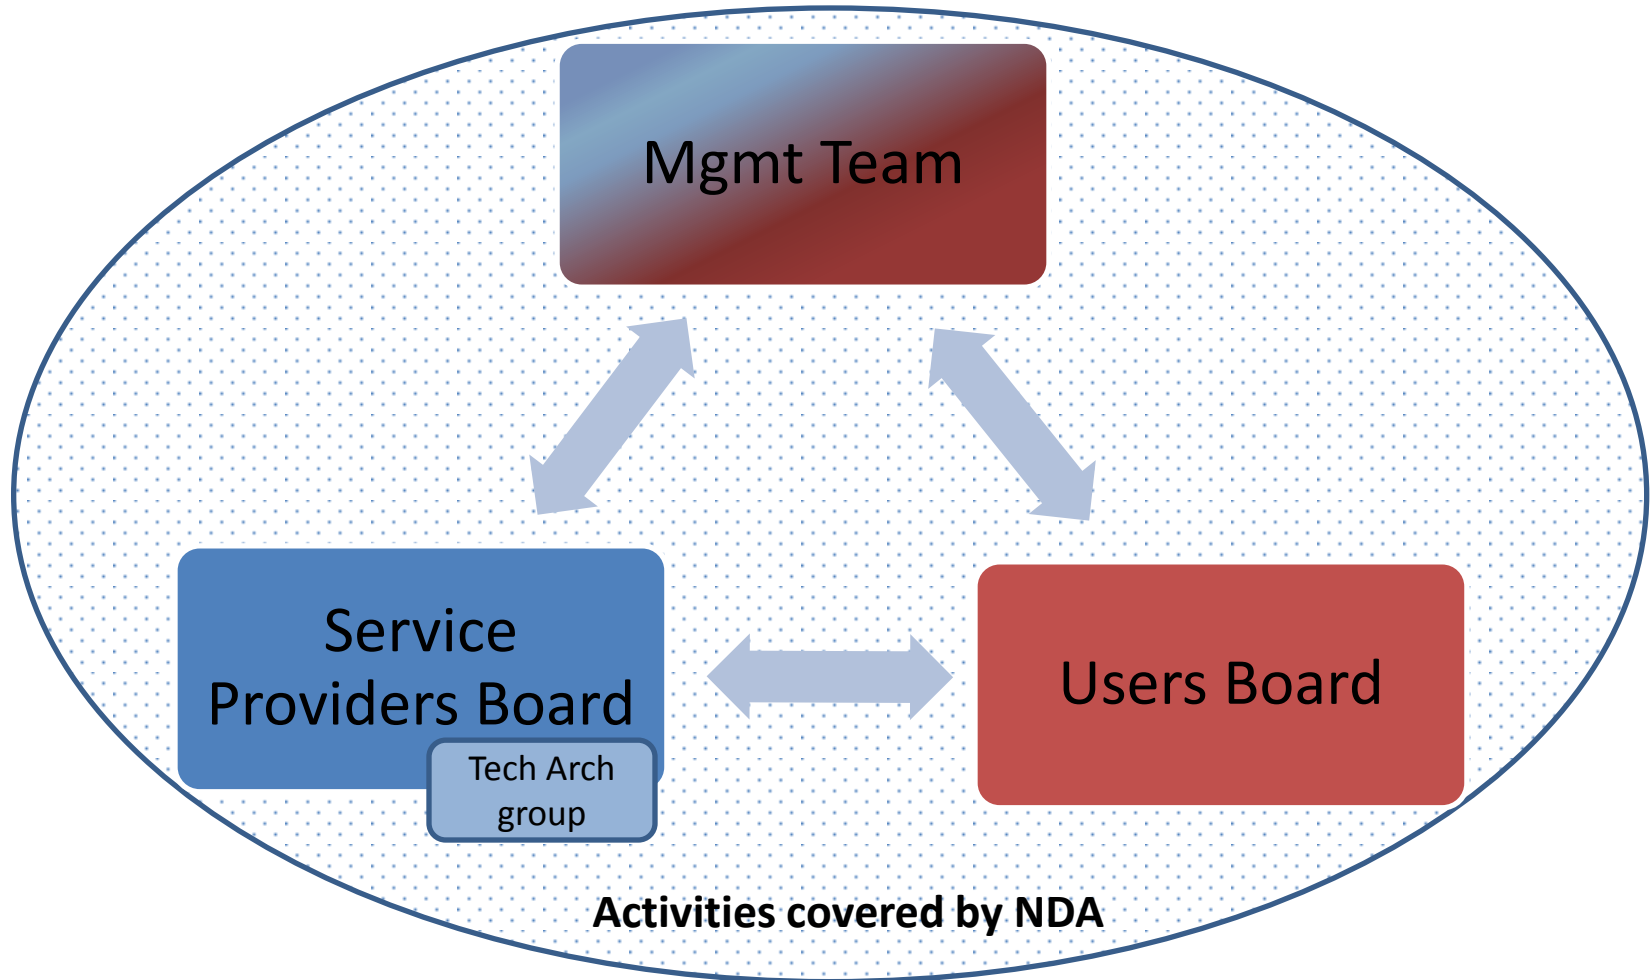 Mgmt Team
Service
Providers Board
Tech Arch
group
Users Board
Activities covered by NDA